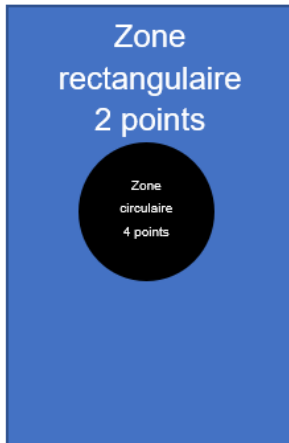 Zone
rectangulaire
2 points
Zone
circulaire
4 points